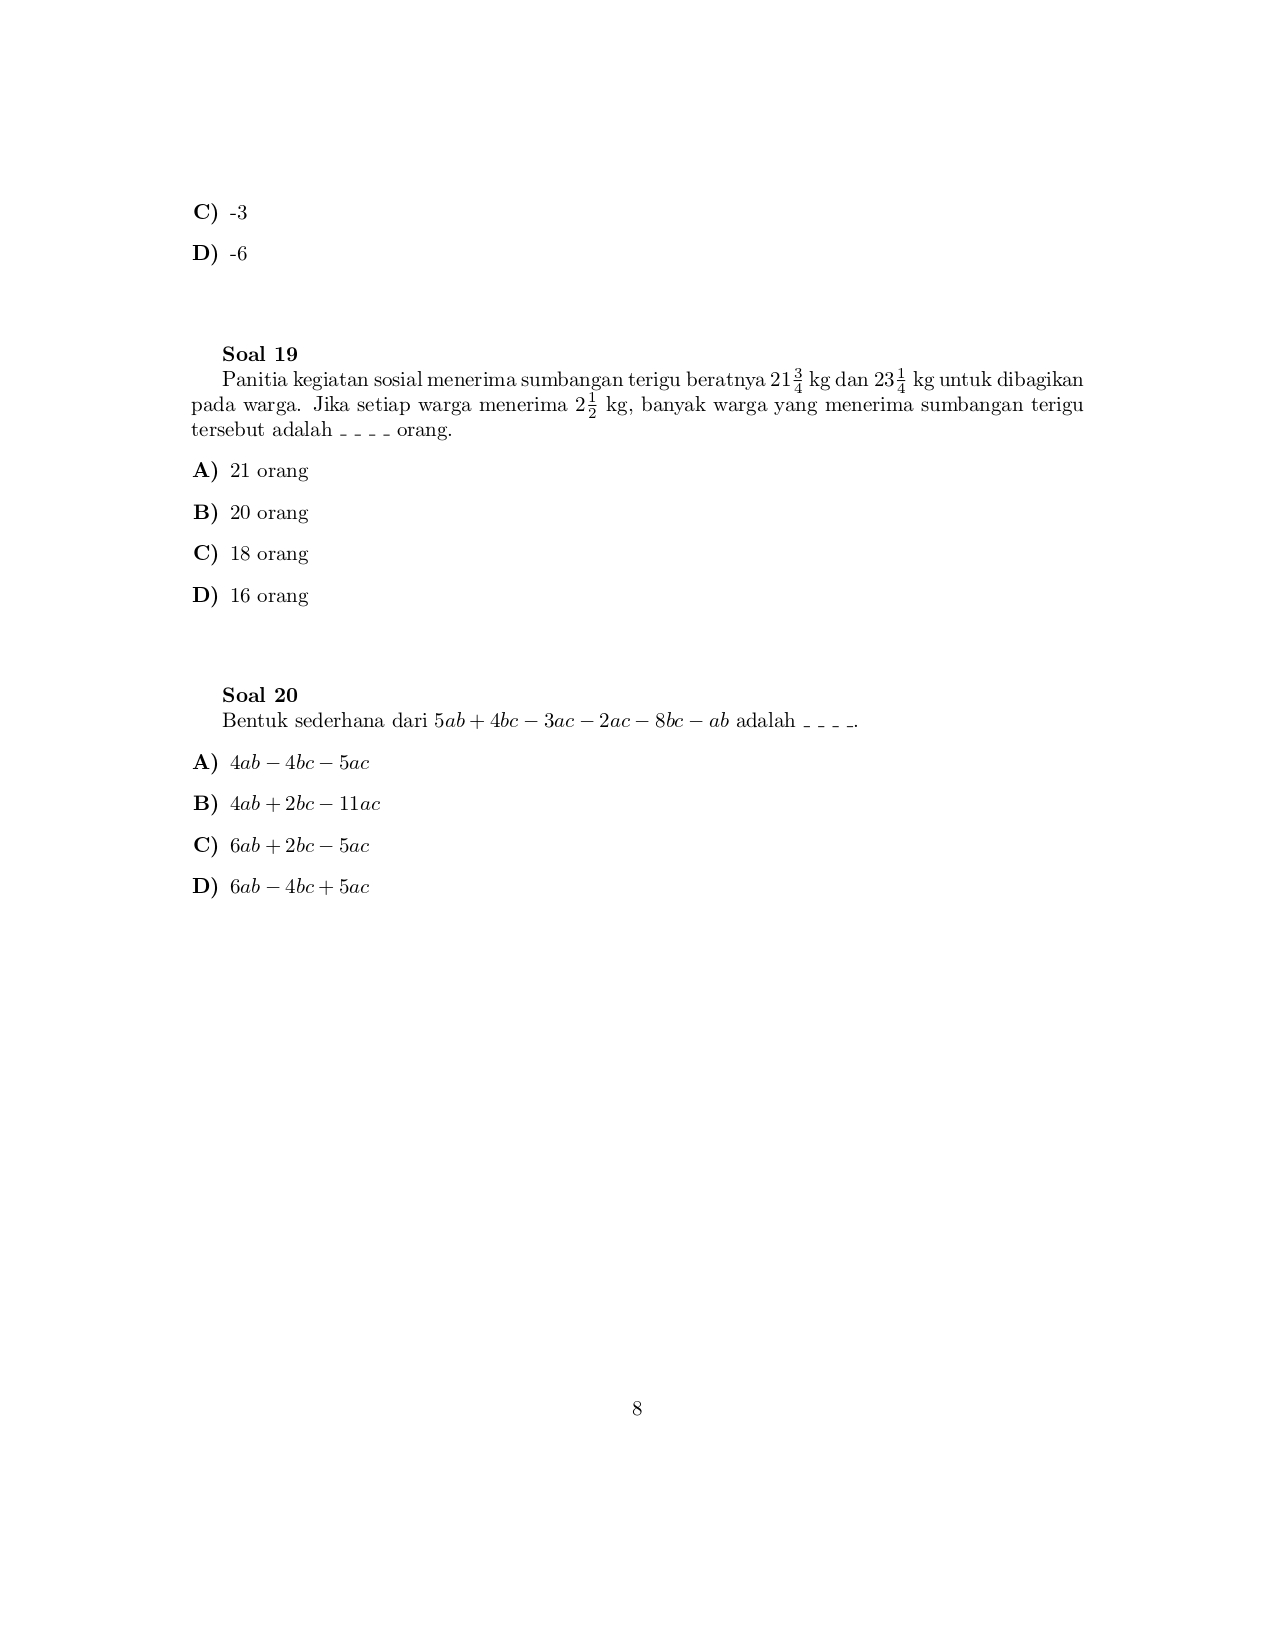 C) -3
D) -6
Soal 19
Panitia kegiatan sosial menerima sumbangan terigu beratnya 21 3/4 kg dan 23 1/4 kg untuk dibagikan
pada warga. Jika setiap warga menerima 2 1/2 kg, banyak warga yang menerima sumbangan terigu
tersebut adalah _ _ _ _ orang.
A) 21 orang
B) 20 orang
C) 18 orang
D) 16 orang
Soal 20
Bentuk sederhana dari 5ab + 4bc − 3ac − 2ac − 8bc − ab adalah _ _ _ _.
A) 4ab − 4bc − 5ac
B) 4ab + 2bc − 11ac
C) 6ab + 2bc − 5ac
D) 6ab − 4bc + 5ac
8